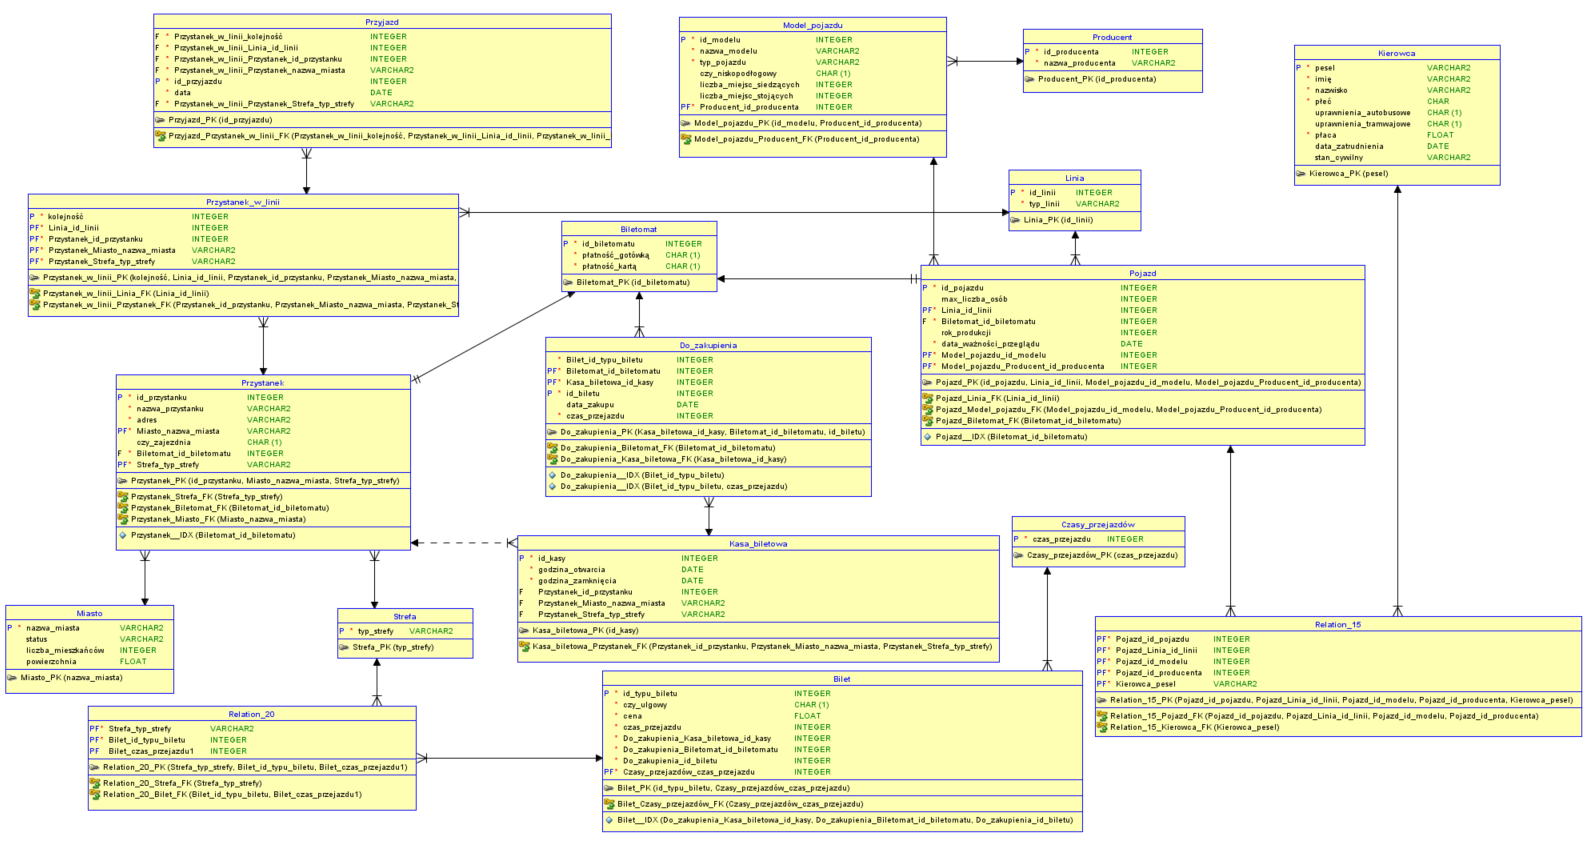 Przyjazd
F * Przystanek_w_linii_kolejność INTEGER
F * Przystanek_w_linii_Linia_id_linii INTEGER
F * Przystanek_w_linii_Przystanek_id_przystanku INTEGER
F * Przystanek_w_linii_Przystanek_nazwa_miasta VARCHAR2
P * id_przyjazdu INTEGER
* data DATE
F * Przystanek_w_linii_Przystanek_Strefa_typ_strefy VARCHAR2
Przyjazd_PK (id_przyjazdu)
Przyjazd_Przystanek_w_linii_FK (Przystanek_w_linii_kolejność, Przystanek_w_linii_Linia_id_linii, Przystanek_w_linii_
Model_pojazdu
P * id_modelu INTEGER
* nazwa_modelu VARCHAR2
* typ_pojazdu VARCHAR2
czy_niskopodłogowy CHAR (1)
liczba_miejsc_siedzących INTEGER
liczba_miejsc_stojących INTEGER
PF* Producent_id_producenta INTEGER
Model_pojazdu_PK (id_modelu, Producent_id_producenta)
Model_pojazdu_Producent_FK (Producent_id_producenta)
Producent
P * id_producenta INTEGER
* nazwa_producenta VARCHAR2
Producent_PK (id_producenta)
Kierowca
P * pesel VARCHAR2
* imię VARCHAR2
* nazwisko VARCHAR2
* płeć CHAR
uprawnienia_autobusowe CHAR (1)
uprawnienia_tramwajowe CHAR (1)
* płaca FLOAT
data_zatrudnienia DATE
stan_cywilny VARCHAR2
Kierowca_PK (pesel)
Przystanek_w_linii
P * kolejność INTEGER
PF* Linia_id_linii INTEGER
PF* Przystanek_id_przystanku INTEGER
PF* Przystanek_Miasto_nazwa_miasta VARCHAR2
PF* Przystanek_Strefa_typ_strefy VARCHAR2
Przystanek_w_linii_PK (kolejność, Linia_id_linii, Przystanek_id_przystanku, Przystanek_Miasto_nazwa_miasta,
Przystanek_w_linii_Linia_FK (Linia_id_linii)
Przystanek_w_linii_Przystanek_FK (Przystanek_id_przystanku, Przystanek_Miasto_nazwa_miasta, Przystanek_St
Linia
P * id_linii INTEGER
* typ_linii VARCHAR2
Linia_PK (id_linii)
Biletomat
P * id_biletomatu INTEGER
* płatność_gotówką CHAR (1)
* płatność_kartą CHAR (1)
Biletomat_PK (id_biletomatu)
Pojazd
P * id_pojazdu INTEGER
max_liczba_osób INTEGER
PF* Linia_id_linii INTEGER
F * Biletomat_id_biletomatu INTEGER
rok_produkcji INTEGER
* data_ważności_przeglądu DATE
PF* Model_pojazdu_id_modelu INTEGER
PF* Model_pojazdu_Producent_id_producenta INTEGER
Pojazd_PK (id_pojazdu, Linia_id_linii, Model_pojazdu_id_modelu, Model_pojazdu_Producent_id_producenta)
Pojazd_Linia_FK (Linia_id_linii)
Pojazd_Model_pojazdu_FK (Model_pojazdu_id_modelu, Model_pojazdu_Producent_id_producenta)
Pojazd_Biletomat_FK (Biletomat_id_biletomatu)
Pojazd__IDX (Biletomat_id_biletomatu)
Do_zakupienia
* Bilet_id_typu_biletu INTEGER
PF* Biletomat_id_biletomatu INTEGER
PF* Kasa_biletowa_id_kasy INTEGER
P * id_biletu INTEGER
data_zakupu DATE
* czas_przejazdu INTEGER
Do_zakupienia_PK (Kasa_biletowa_id_kasy, Biletomat_id_biletomatu, id_biletu)
Do_zakupienia_Biletomat_FK (Biletomat_id_biletomatu)
Do_zakupienia_Kasa_biletowa_FK (Kasa_biletowa_id_kasy)
Do_zakupienia__IDX (Bilet_id_typu_biletu)
Do_zakupienia__IDX (Bilet_id_typu_biletu, czas_przejazdu)
Przystanek
P * id_przystanku INTEGER
* nazwa_przystanku VARCHAR2
* adres VARCHAR2
PF* Miasto_nazwa_miasta VARCHAR2
czy_zajezdnia CHAR (1)
F * Biletomat_id_biletomatu INTEGER
PF* Strefa_typ_strefy VARCHAR2
Przystanek_PK (id_przystanku, Miasto_nazwa_miasta, Strefa_typ_strefy)
Przystanek_Strefa_FK (Strefa_typ_strefy)
Przystanek_Biletomat_FK (Biletomat_id_biletomatu)
Przystanek_Miasto_FK (Miasto_nazwa_miasta)
Przystanek__IDX (Biletomat_id_biletomatu)
Czasy_przejazdów
P * czas_przejazdu INTEGER
Czasy_przejazdów_PK (czas_przejazdu)
Kasa_biletowa
P * id_kasy INTEGER
* godzina_otwarcia DATE
* godzina_zamknięcia DATE
F Przystanek_id_przystanku INTEGER
F Przystanek_Miasto_nazwa_miasta VARCHAR2
F Przystanek_Strefa_typ_strefy VARCHAR2
Kasa_biletowa_PK (id_kasy)
Kasa_biletowa_Przystanek_FK (Przystanek_id_przystanku, Przystanek_Miasto_nazwa_miasta, Przystanek_Strefa_typ_strefy)
Miasto
P * nazwa_miasta VARCHAR2
status VARCHAR2
liczba_mieszkańców INTEGER
powierzchnia FLOAT
Miasto_PK (nazwa_miasta)
Strefa
P * typ_strefy VARCHAR2
Strefa_PK (typ_strefy)
Relation_15
PF* Pojazd_id_pojazdu INTEGER
PF* Pojazd_Linia_id_linii INTEGER
PF* Pojazd_id_modelu INTEGER
PF* Pojazd_id_producenta INTEGER
PF* Kierowca_pesel VARCHAR2
Relation_15_PK (Pojazd_id_pojazdu, Pojazd_Linia_id_linii, Pojazd_id_modelu, Pojazd_id_producenta, Kierowca_pesel)
Relation_15_Pojazd_FK (Pojazd_id_pojazdu, Pojazd_Linia_id_linii, Pojazd_id_modelu, Pojazd_id_producenta)
Relation_15_Kierowca_FK (Kierowca_pesel)
Bilet
P * id_typu_biletu INTEGER
* czy_ulgowy CHAR (1)
* cena FLOAT
* czas_przejazdu INTEGER
* Do_zakupienia_Kasa_biletowa_id_kasy INTEGER
* Do_zakupienia_Biletomat_id_biletomatu INTEGER
* Do_zakupienia_id_biletu INTEGER
PF* Czasy_przejazdów_czas_przejazdu INTEGER
Bilet_PK (id_typu_biletu, Czasy_przejazdów_czas_przejazdu)
Bilet_Czasy_przejazdów_FK (Czasy_przejazdów_czas_przejazdu)
Bilet__IDX (Do_zakupienia_Kasa_biletowa_id_kasy, Do_zakupienia_Biletomat_id_biletomatu, Do_zakupienia_id_biletu)
Relation_20
PF* Strefa_typ_strefy VARCHAR2
PF* Bilet_id_typu_biletu INTEGER
PF Bilet_czas_przejazdu1 INTEGER
Relation_20_PK (Strefa_typ_strefy, Bilet_id_typu_biletu, Bilet_czas_przejazdu1)
Relation_20_Strefa_FK (Strefa_typ_strefy)
Relation_20_Bilet_FK (Bilet_id_typu_biletu, Bilet_czas_przejazdu1)